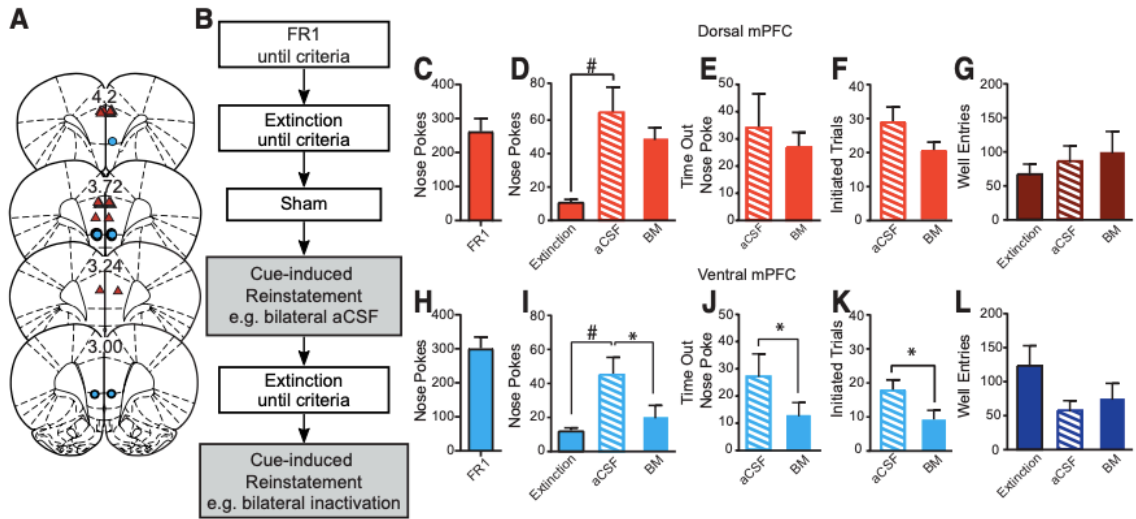 A
4.2
3.72
3.24
3.00
B
FR1
until criteria
Extinction
until criteria
Sham
Cue-induced
Reinstatement
e.g. bilateral aCSF
Extinction
until criteria
Cue-induced
Reinstatement
e.g. bilateral inactivation
Dorsal mPFC
C
Nose Pokes
400
300
200
100
0
FR1
D
Nose Pokes
80
60
40
20
0
#
Extinction
aCSF
BM
E
Time Out
Nose Poke
50
40
30
20
10
0
aCSF
BM
F
Initiated Trials
40
30
20
10
0
aCSF
BM
G
Well Entries
200
150
100
50
0
Extinction
aCSF
BM
Ventral mPFC
H
Nose Pokes
400
300
200
100
0
FR1
I
Nose Pokes
80
60
40
20
0
#
*
Extinction
aCSF
BM
J
Time Out
Nose Poke
50
40
30
20
10
0
*
aCSF
BM
K
Initiated Trials
40
30
20
10
0
*
aCSF
BM
L
Well Entries
200
150
100
50
0
Extinction
aCSF
BM